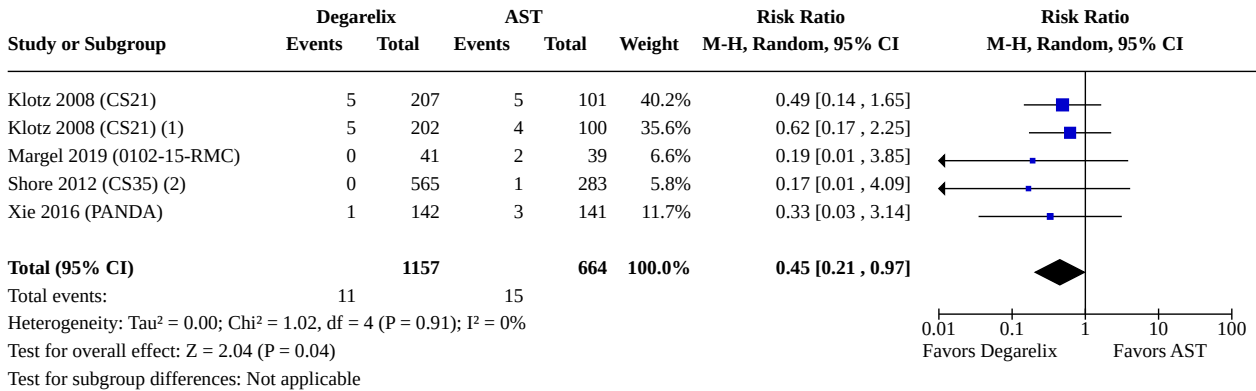 Degarelix AST Risk Ratio Risk Ratio
Study or Subgroup Events Total Events Total Weight M-H, Random, 95% CI M-H, Random, 95% CI
Klotz 2008 (CS21) 5 207 5 101 40.2% 0.49 [0.14 , 1.65]
Klotz 2008 (CS21) (1) 5 202 4 100 35.6% 0.62 [0.17 , 2.25]
Margel 2019 (0102-15-RMC) 0 41 2 39 6.6% 0.19 [0.01 , 3.85]
Shore 2012 (CS35) (2) 0 565 1 283 5.8% 0.17 [0.01 , 4.09]
Xie 2016 (PANDA) 1 142 3 141 11.7% 0.33 [0.03 , 3.14]
Total (95% CI) 1157 664 100.0% 0.45 [0.21 , 0.97]
Total events: 11 15
Heterogeneity: Tau² = 0.00; Chi² = 1.02, df = 4 (P = 0.91); I² = 0%
Test for overall effect: Z = 2.04 (P = 0.04)
Test for subgroup differences: Not applicable
0.01 0.1 1 10 100
Favors Degarelix Favors AST